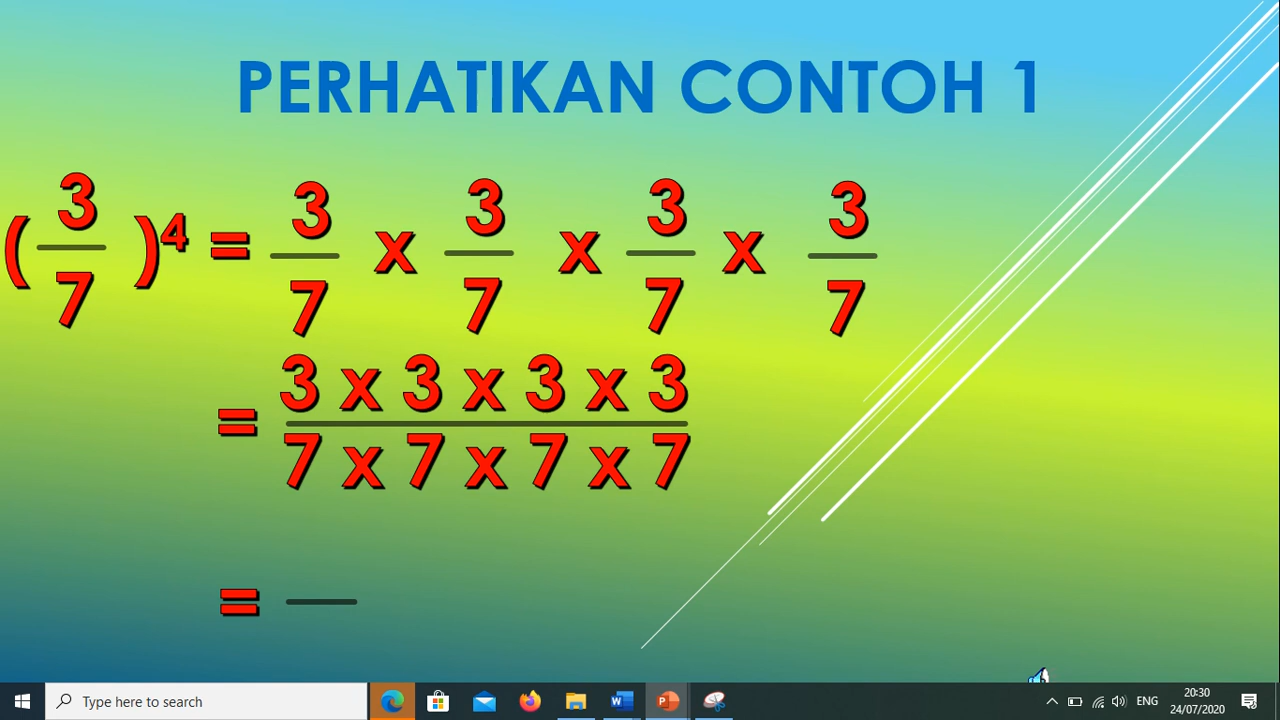 PERHATIKAN CONTOH 1
(3/7)⁴ = 3/7 x 3/7 x 3/7 x 3/7
= 3 x 3 x 3 x 3
7 x 7 x 7 x 7
=
Type here to search
ENG
20:30
24/07/2020